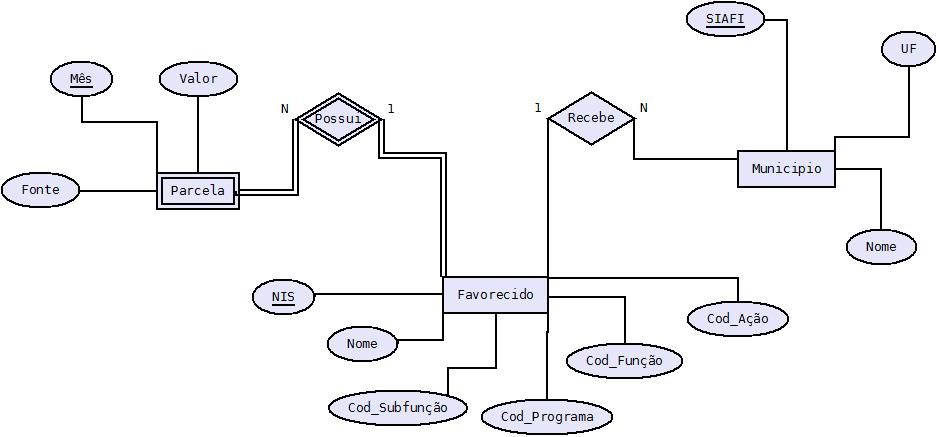 SIAFI
UF
Mês
Valor
N
Possui
1
1
Recebe
N
Fonte
Parcela
Municipio
Nome
NIS
Favorecido
Nome
Cod_Ação
Cod_Função
Cod_Subfunção
Cod_Programa